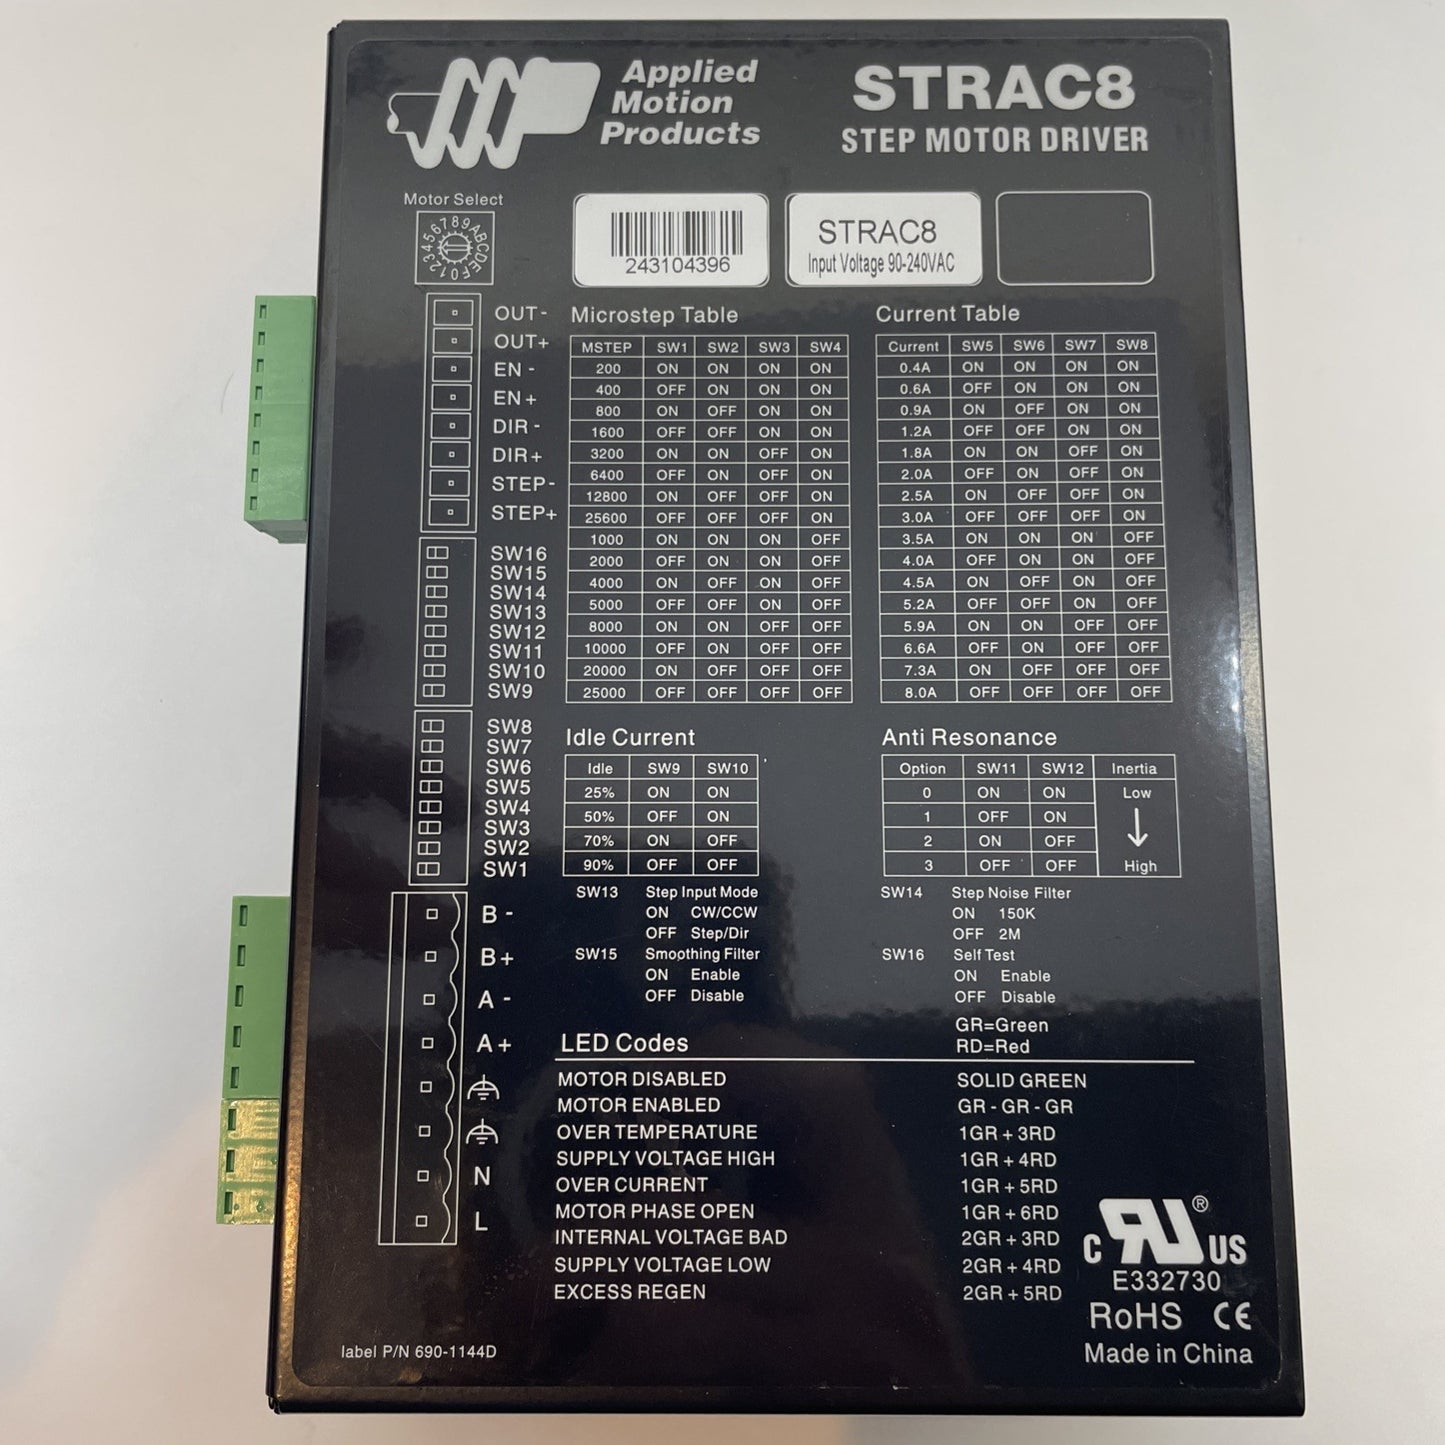 Applied
Motion
Products
STRAC8
STEP MOTOR DRIVER
Motor Select
0 1 2 3 4 5 6 7 8 9 A B C D E F
243104396
STRAC8
Input Voltage 90-240VAC
OUT -
OUT+
EN -
EN +
DIR -
DIR +
STEP-
STEP+
SW16
SW15
SW14
SW13
SW12
SW11
SW10
SW9
SW8
SW7
SW6
SW5
SW4
SW3
SW2
SW1
B -
B +
A -
A +
N
L
Microstep Table
MSTEP SW1 SW2 SW3 SW4
200 ON ON ON ON
400 OFF ON ON ON
800 ON OFF ON ON
1600 OFF OFF ON ON
3200 ON ON OFF ON
6400 OFF ON OFF ON
12800 ON OFF OFF ON
25600 OFF OFF OFF ON
1000 ON ON ON OFF
2000 OFF ON ON OFF
4000 ON OFF ON OFF
5000 OFF OFF ON OFF
8000 ON ON OFF OFF
10000 OFF ON OFF OFF
20000 ON OFF OFF OFF
25000 OFF OFF OFF OFF
Current Table
Current SW5 SW6 SW7 SW8
0.4A ON ON ON ON
0.6A OFF ON ON ON
0.9A ON OFF ON ON
1.2A OFF OFF ON ON
1.8A ON ON OFF ON
2.0A OFF ON OFF ON
2.5A ON OFF OFF ON
3.0A OFF OFF OFF ON
3.5A ON ON ON OFF
4.0A OFF ON ON OFF
4.5A ON OFF ON OFF
5.2A OFF OFF ON OFF
5.9A ON ON OFF OFF
6.6A OFF ON OFF OFF
7.3A ON OFF OFF OFF
8.0A OFF OFF OFF OFF
Idle Current
Idle SW9 SW10
25% ON ON
50% OFF ON
70% ON OFF
90% OFF OFF
Anti Resonance
Option SW11 SW12 Inertia
0 ON ON Low
1 OFF ON
2 ON OFF
3 OFF OFF High
SW13 Step Input Mode
ON CW/CCW
OFF Step/Dir
SW15 Smoothing Filter
ON Enable
OFF Disable
SW14 Step Noise Filter
ON 150K
OFF 2M
SW16 Self Test
ON Enable
OFF Disable
GR=Green
RD=Red
LED Codes
MOTOR DISABLED SOLID GREEN
MOTOR ENABLED GR - GR - GR
OVER TEMPERATURE 1GR + 3RD
SUPPLY VOLTAGE HIGH 1GR + 4RD
OVER CURRENT 1GR + 5RD
MOTOR PHASE OPEN 1GR + 6RD
INTERNAL VOLTAGE BAD 2GR + 3RD
SUPPLY VOLTAGE LOW 2GR + 4RD
EXCESS REGEN 2GR + 5RD
C RU ® US
E332730
RoHS CE
Made in China
label P/N 690-1144D